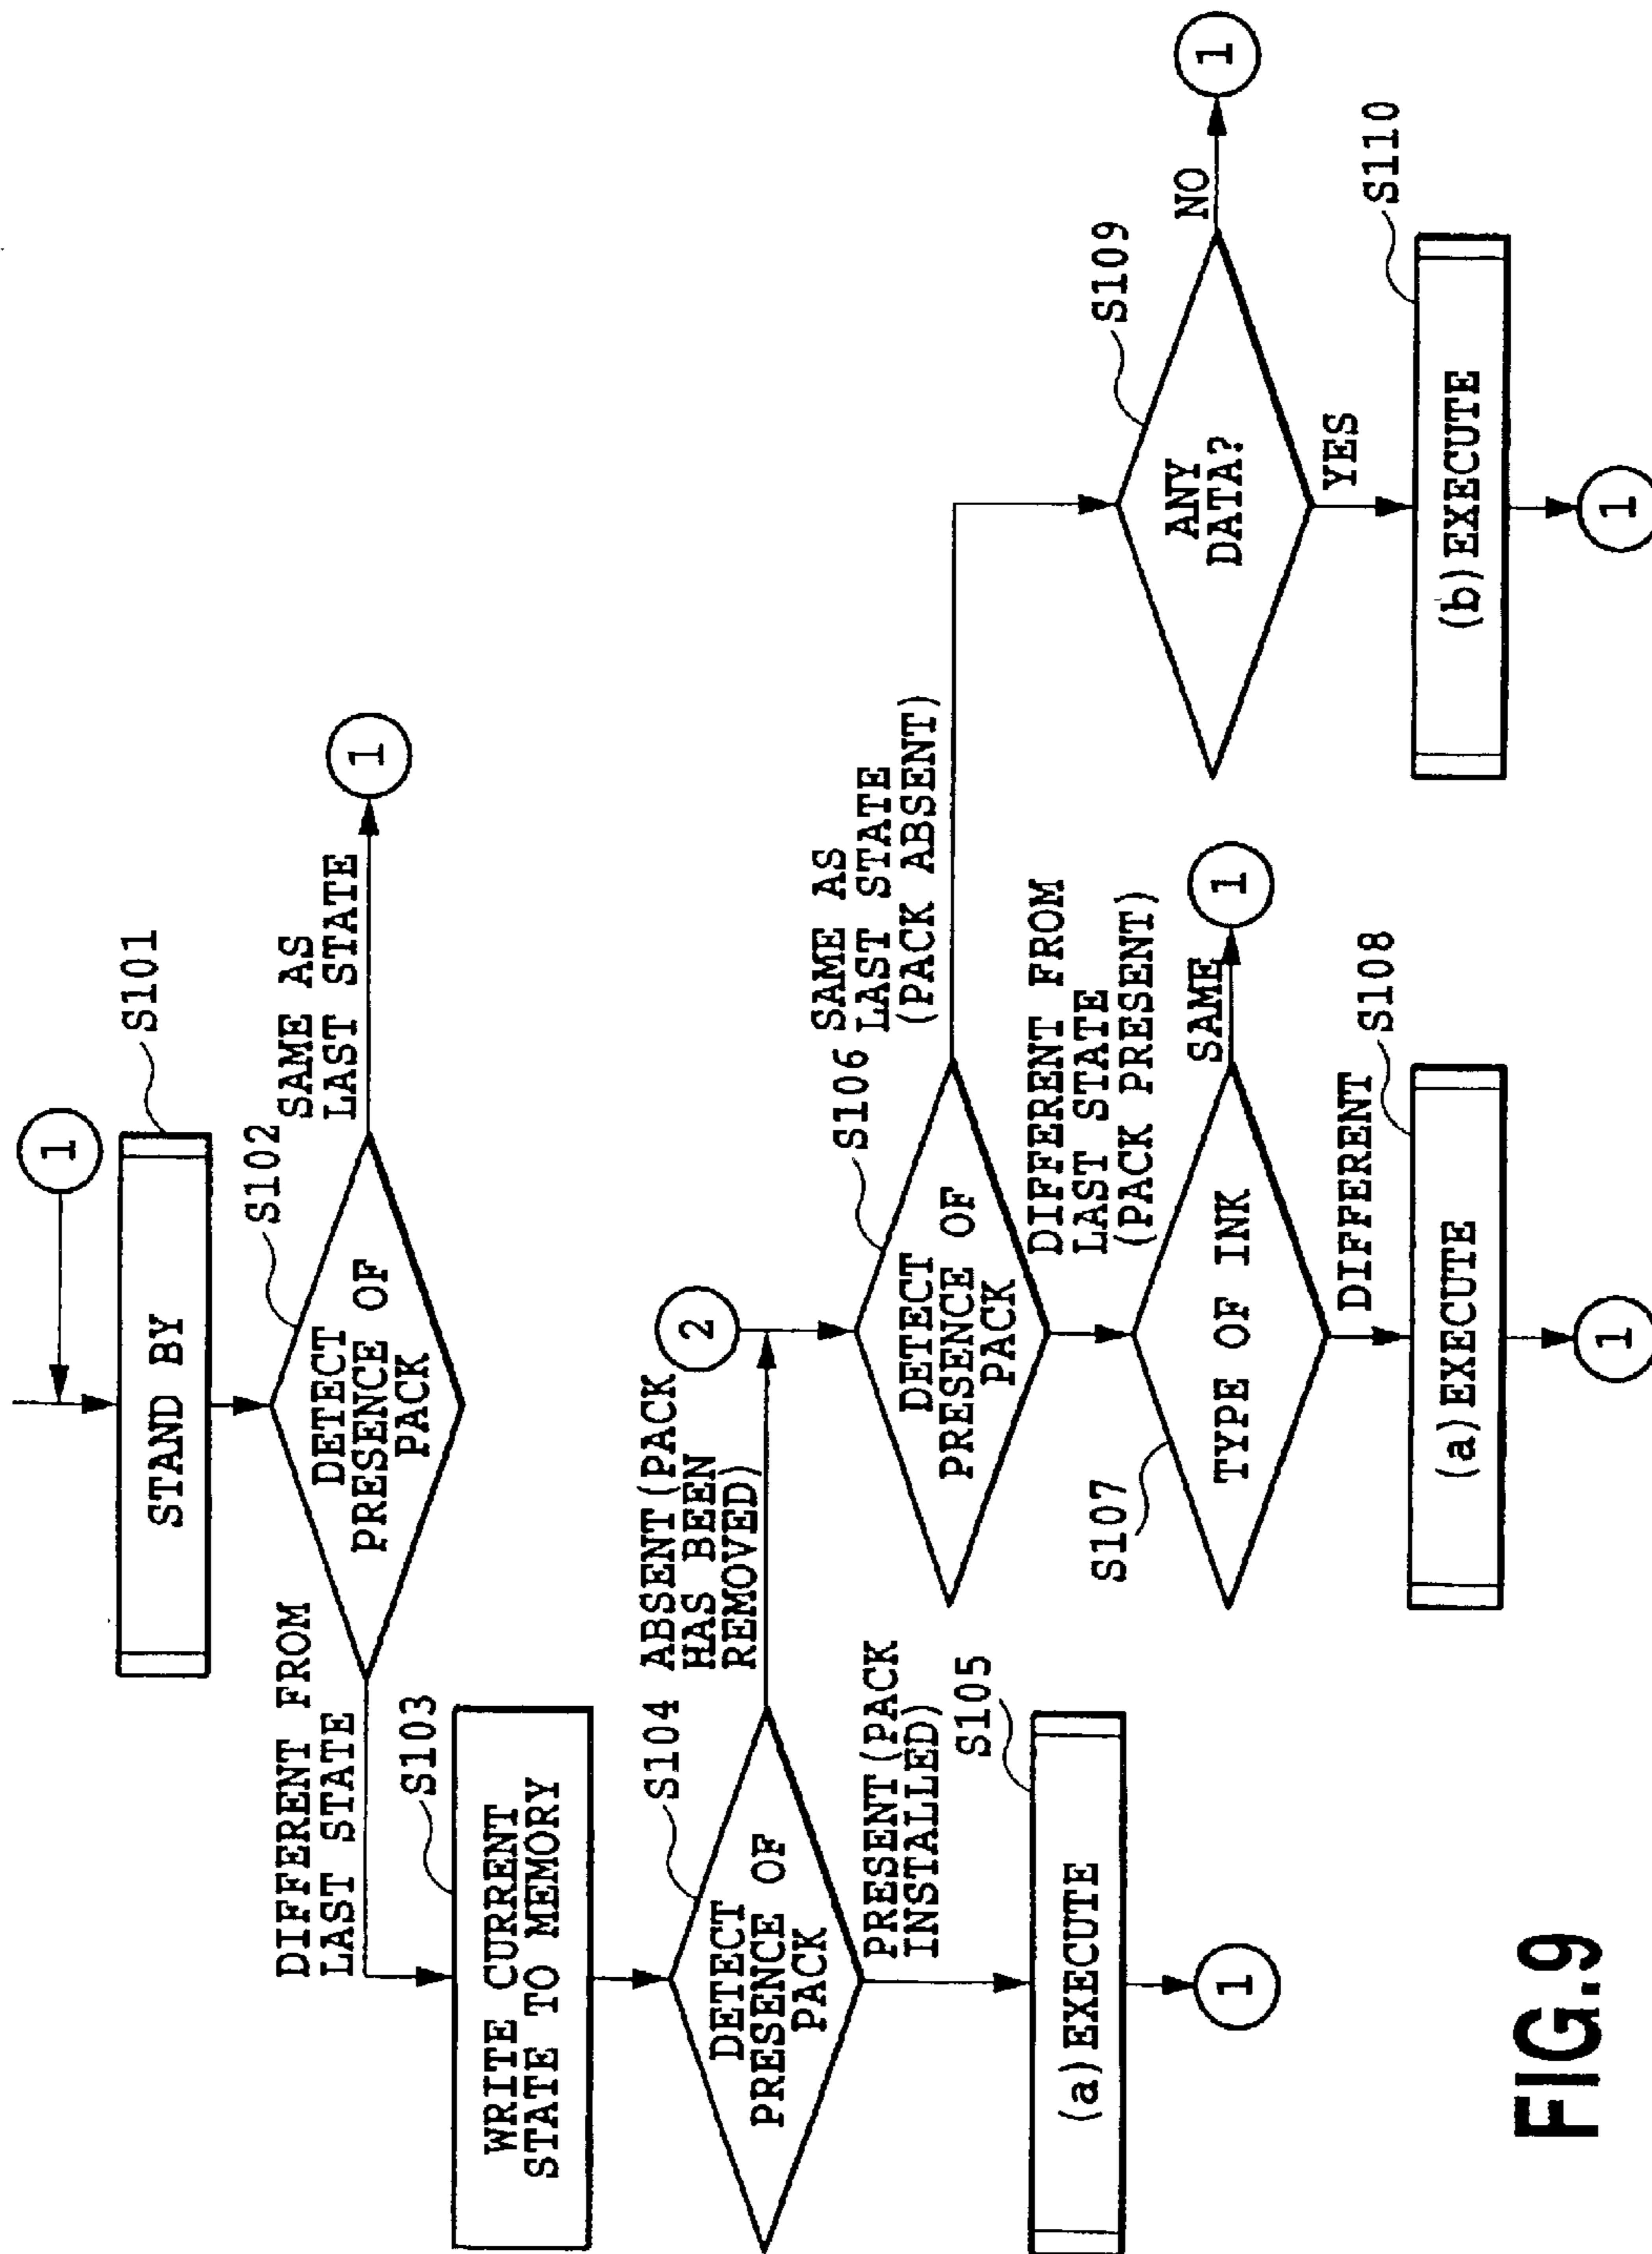 1
STAND BY
S101
DETECT
PRESENCE OF
PACK
S102
SAME AS
LAST STATE
1
DIFFERENT FROM
LAST STATE
WRITE CURRENT
STATE TO MEMORY
S103
DETECT
PRESENCE OF
PACK
S104
ABSENT(PACK
HAS BEEN
REMOVED)
PRESENT(PACK
INSTALLED)
S105
(a)EXECUTE
1
2
DETECT
PRESENCE OF
PACK
S106
SAME AS
LAST STATE
(PACK ABSENT)
DIFFERENT FROM
LAST STATE
(PACK PRESENT)
S107
TYPE OF INK
SAME
1
DIFFERENT
S108
(a)EXECUTE
1
ANY
DATA?
S109
NO
1
YES
S110
(b)EXECUTE
1
FIG.9